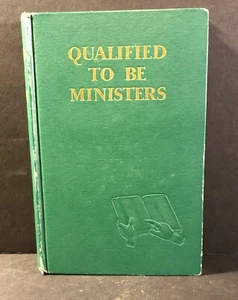 QUALIFIED
TO BE
MINISTERS